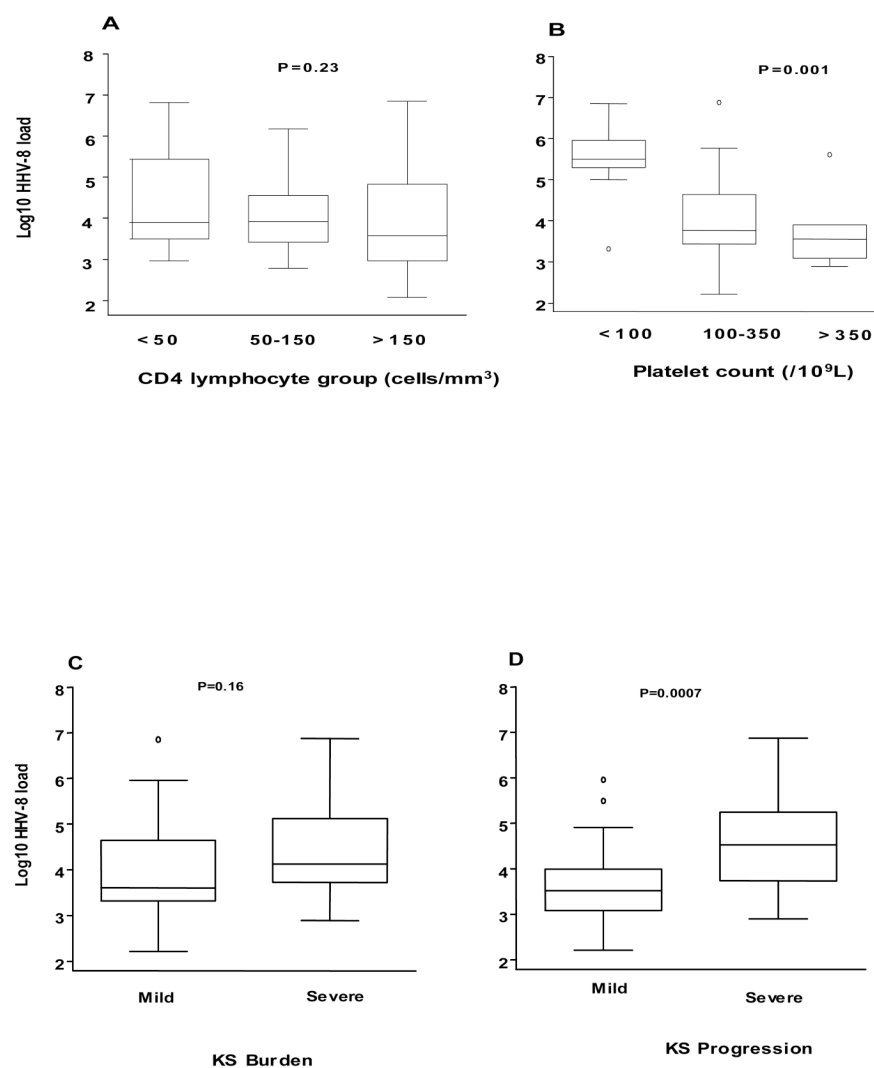 A
P=0.23
Log10 HHV-8 load
8
7
6
5
4
3
2
<50 50-150 >150
CD4 lymphocyte group (cells/mm³)
B
P=0.001
8
7
6
5
4
3
2
<100 100-350 >350
Platelet count (/10⁹L)
C
P=0.16
Log10 HHV-8 load
8
7
6
5
4
3
2
Mild Severe
KS Burden
D
P=0.0007
8
7
6
5
4
3
2
Mild Severe
KS Progression